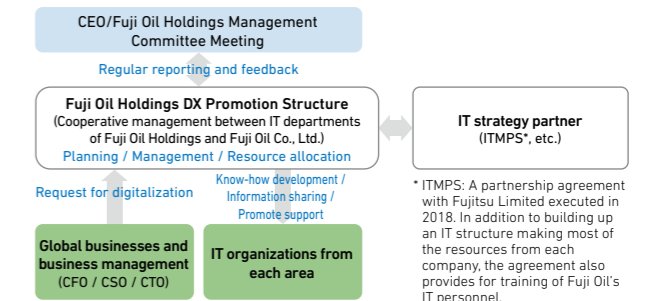 CEO/Fuji Oil Holdings Management
Committee Meeting
Regular reporting and feedback
Fuji Oil Holdings DX Promotion Structure
(Cooperative management between IT departments
of Fuji Oil Holdings and Fuji Oil Co., Ltd.)
Planning / Management / Resource allocation
IT strategy partner
(ITMPS*, etc.)
Request for digitalization
Know-how development /
Information sharing /
Promote support
Global businesses and
business management
(CFO / CSO / CTO)
IT organizations from
each area
* ITMPS: A partnership agreement
with Fujitsu Limited executed in
2018. In addition to building up
an IT structure making most of
the resources from each
company, the agreement also
provides for training of Fuji Oil's
IT personnel.